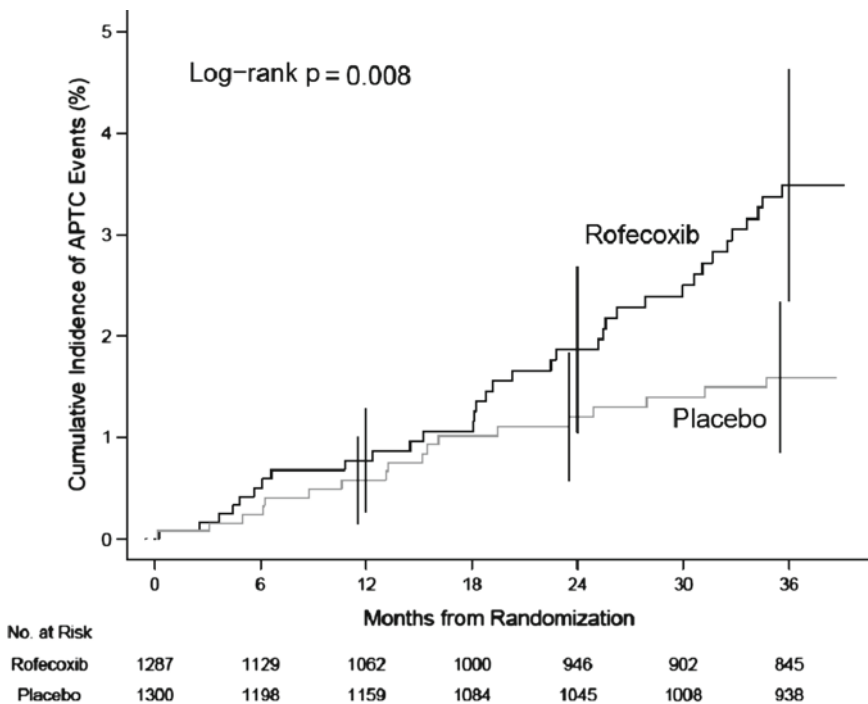 5
Log-rank p = 0.008
4
Cumulative Indidence of APTC Events (%)
3
Rofecoxib
2
Placebo
1
0
0 6 12 18 24 30 36
Months from Randomization
No. at Risk
Rofecoxib 1287 1129 1062 1000 946 902 845
Placebo 1300 1198 1159 1084 1045 1008 938